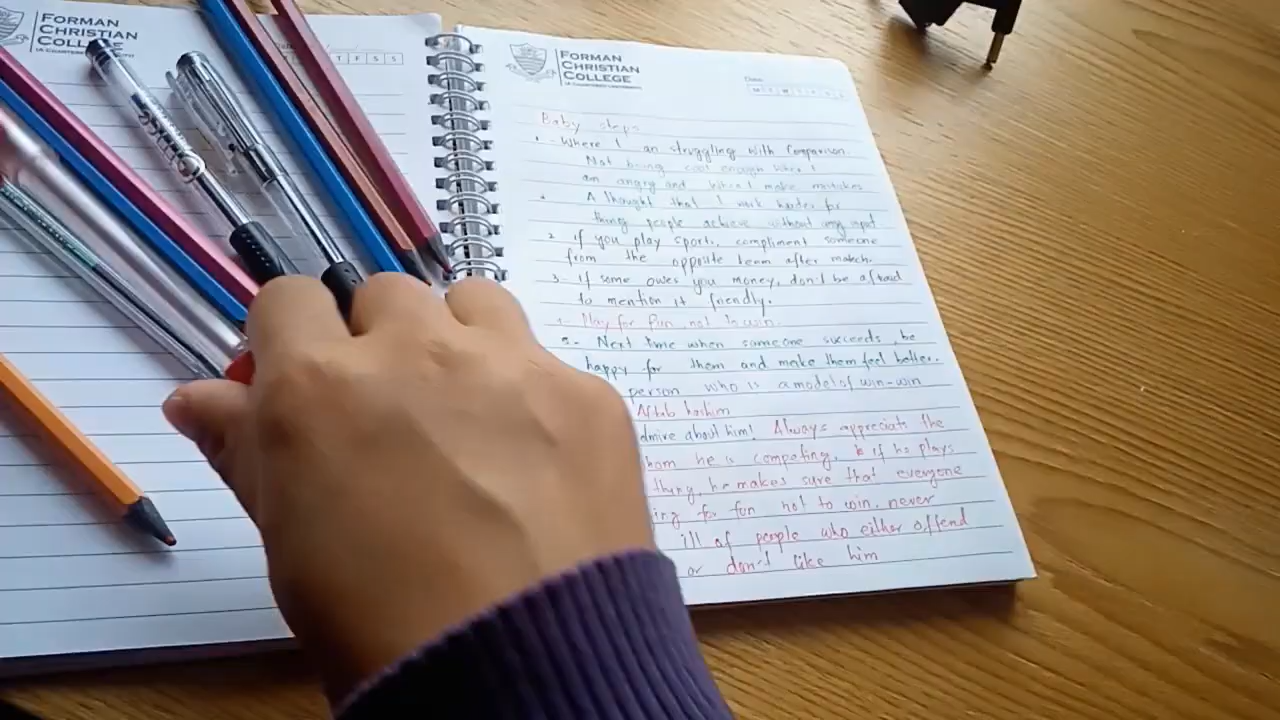 FORMAN
CHRISTIAN
COLLEGE
T F S S
FORMAN
CHRISTIAN
COLLEGE
(A CHARTERED UNIVERSITY)
Date:
Baby steps
1- Where I an struggling with Comparison.
Not being cool enough when I
am angry and when I make mistakes
A thought that I work harder for
things people achieve without any input
2. if you play sport, compliment someone
from the opposite team after match.
3. if some owes you money, don't be afraid
to mention it friendly.
4- Play for fun not to win.
5- Next time when someone succeeds, be
happy for them and make them feel better.
person who is a model of win-win
Aftab hashim
dmire about him! Always appreciate the
hom he is competing. & if he plays
thing, he makes sure that everyone
ing for fun not to win. never
ill of people who either offend
or don't like him